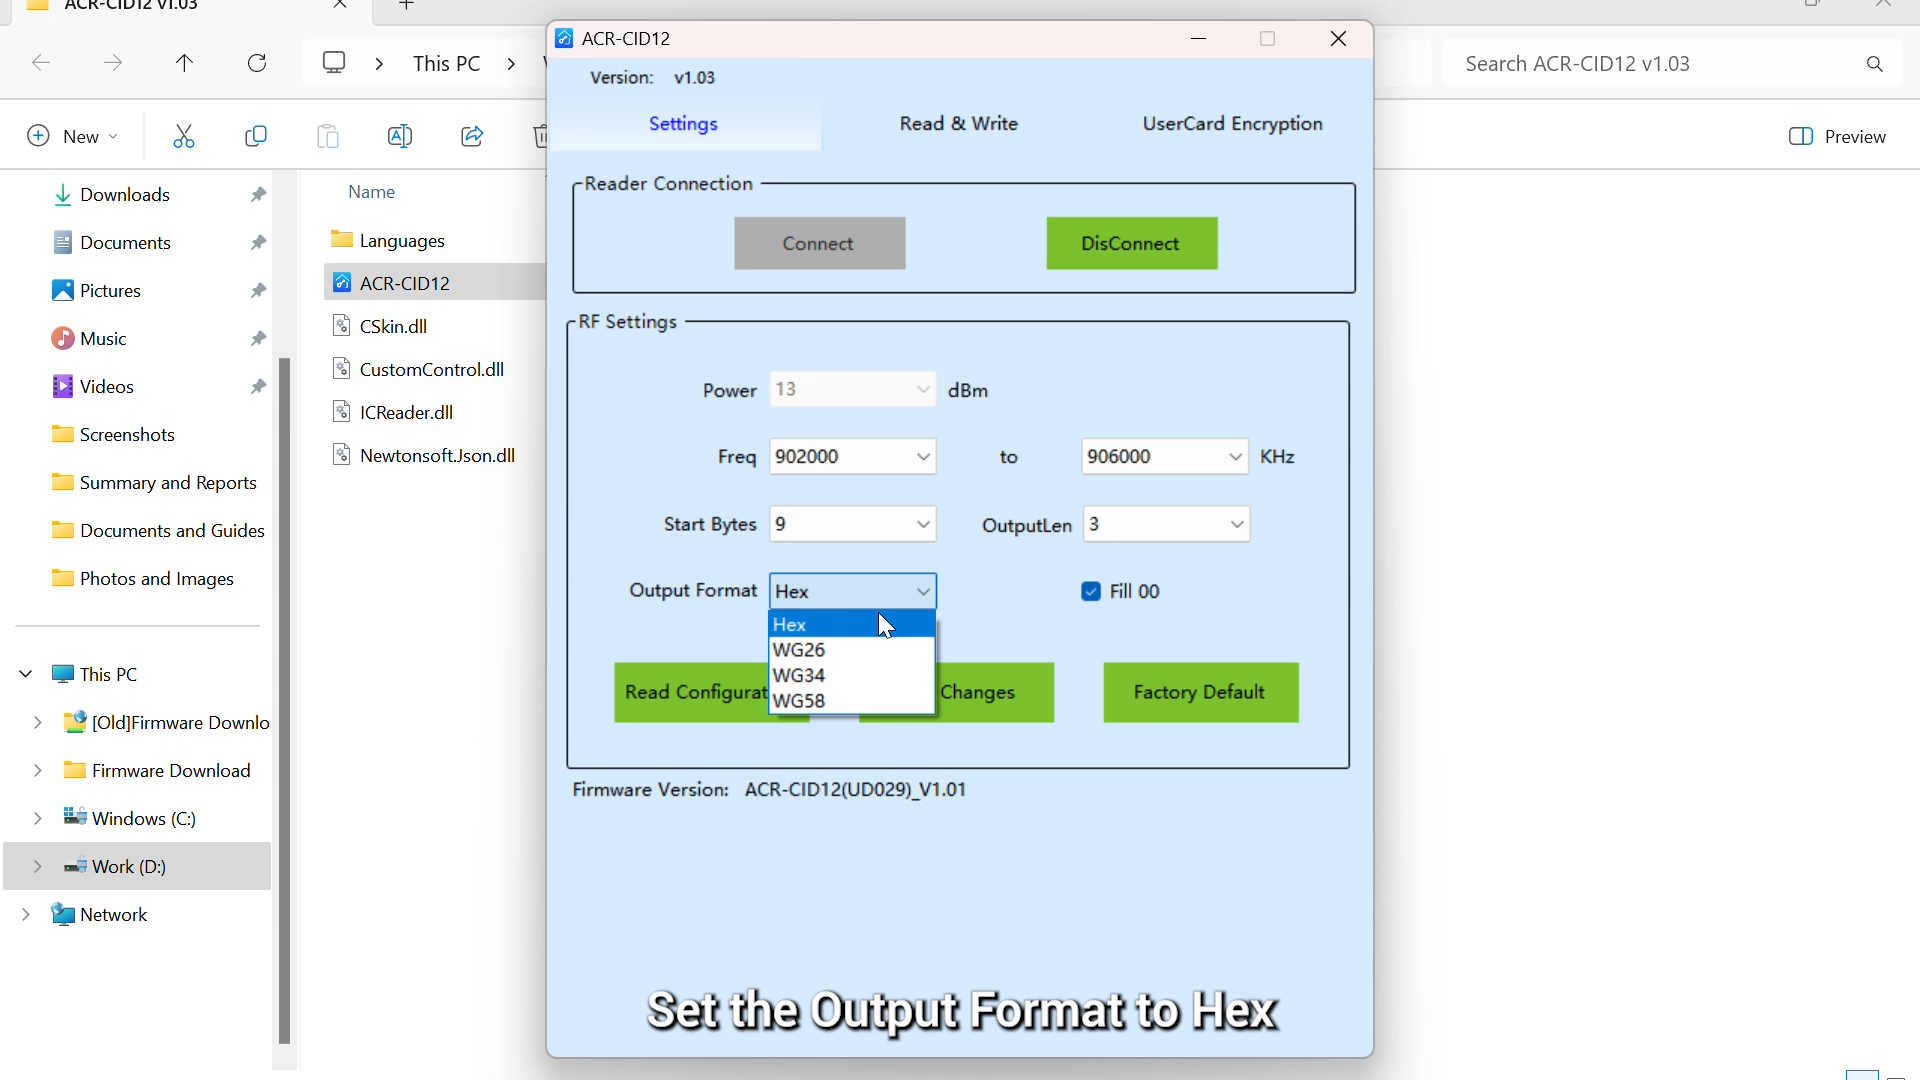 ACR-CID12 v1.03
This PC
Search ACR-CID12 v1.03
New
Preview
Downloads
Documents
Pictures
Music
Videos
Screenshots
Summary and Reports
Documents and Guides
Photos and Images
This PC
[Old]Firmware Downlo
Firmware Download
Windows (C:)
Work (D:)
Network
Name
Languages
ACR-CID12
CSkin.dll
CustomControl.dll
ICReader.dll
Newtonsoft.Json.dll
ACR-CID12
Version: v1.03
Settings Read & Write UserCard Encryption
Reader Connection
Connect DisConnect
RF Settings
Power 13 dBm
Freq 902000 to 906000 KHz
Start Bytes 9 OutputLen 3
Output Format Hex Fill 00
Hex
WG26
WG34
WG58
Read Configurat Changes Factory Default
Firmware Version: ACR-CID12(UD029)_V1.01
Set the Output Format to Hex